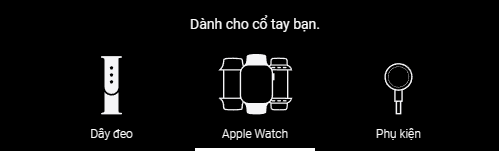 Dành cho cổ tay bạn.
Dây đeo
Apple Watch
Phụ kiện